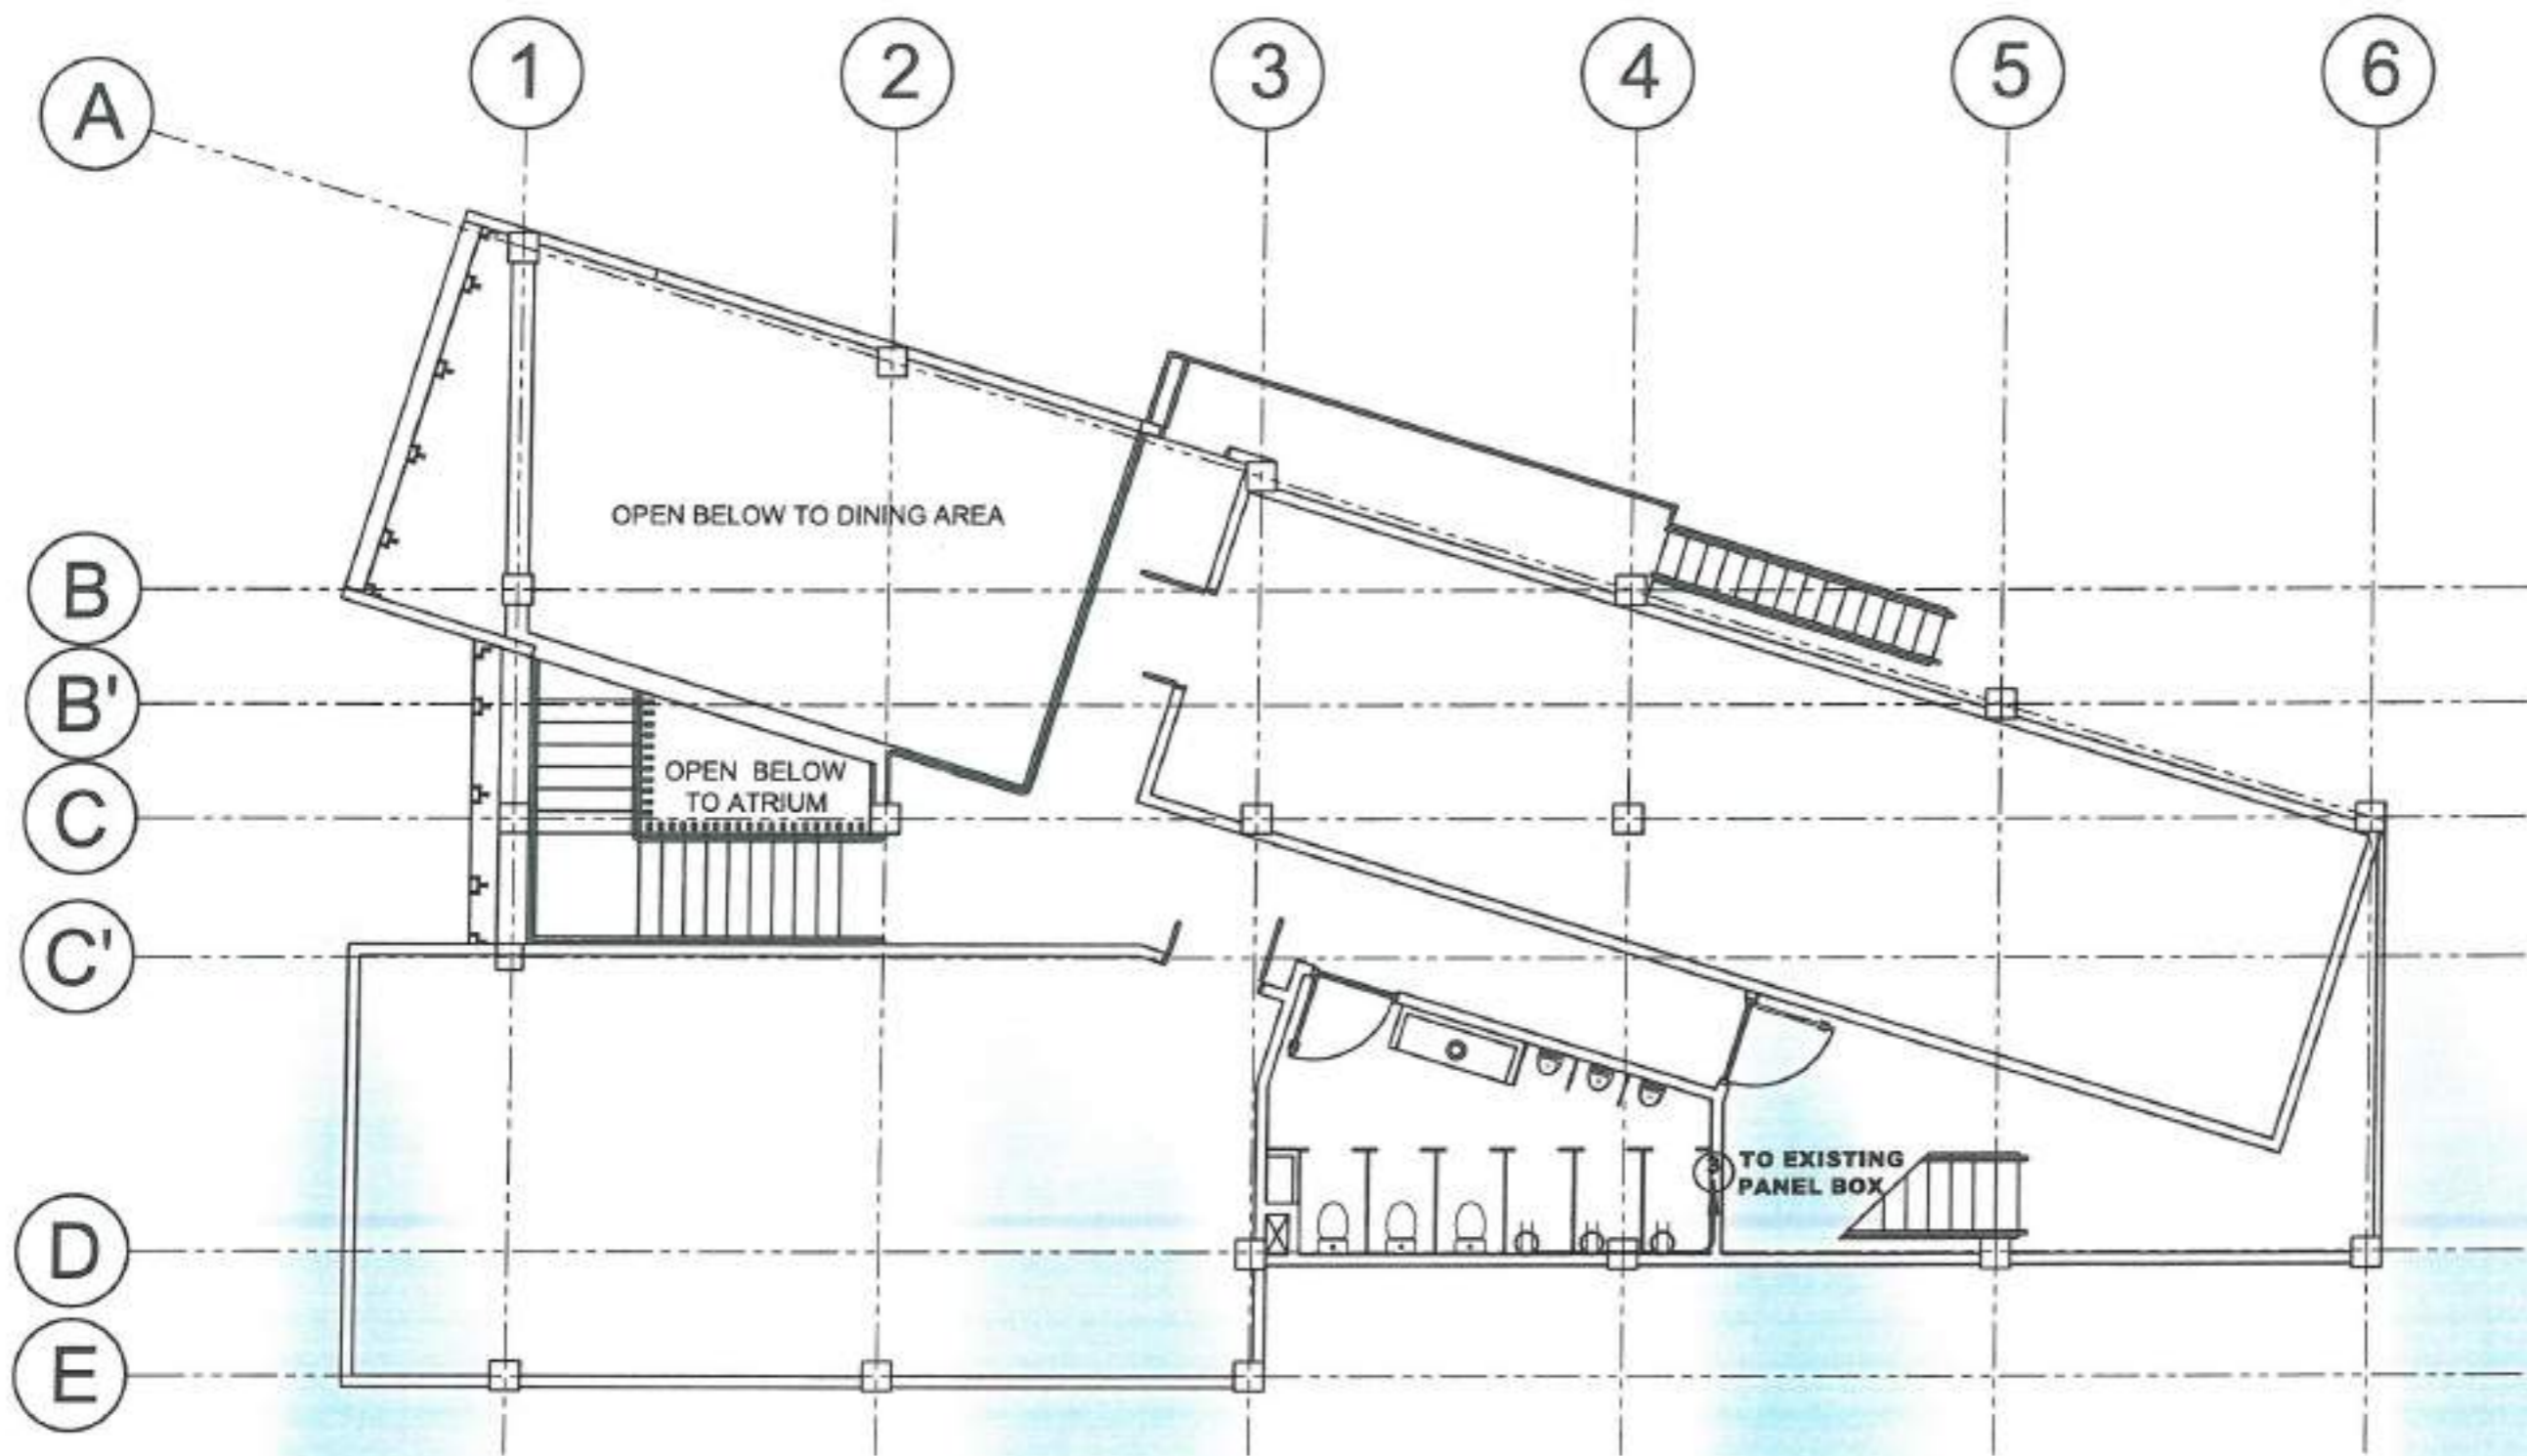 1
2
3
4
5
6
A
OPEN BELOW TO DINING AREA
B
B'
OPEN BELOW
TO ATRIUM
C
C'
TO EXISTING
PANEL BOX
D
E